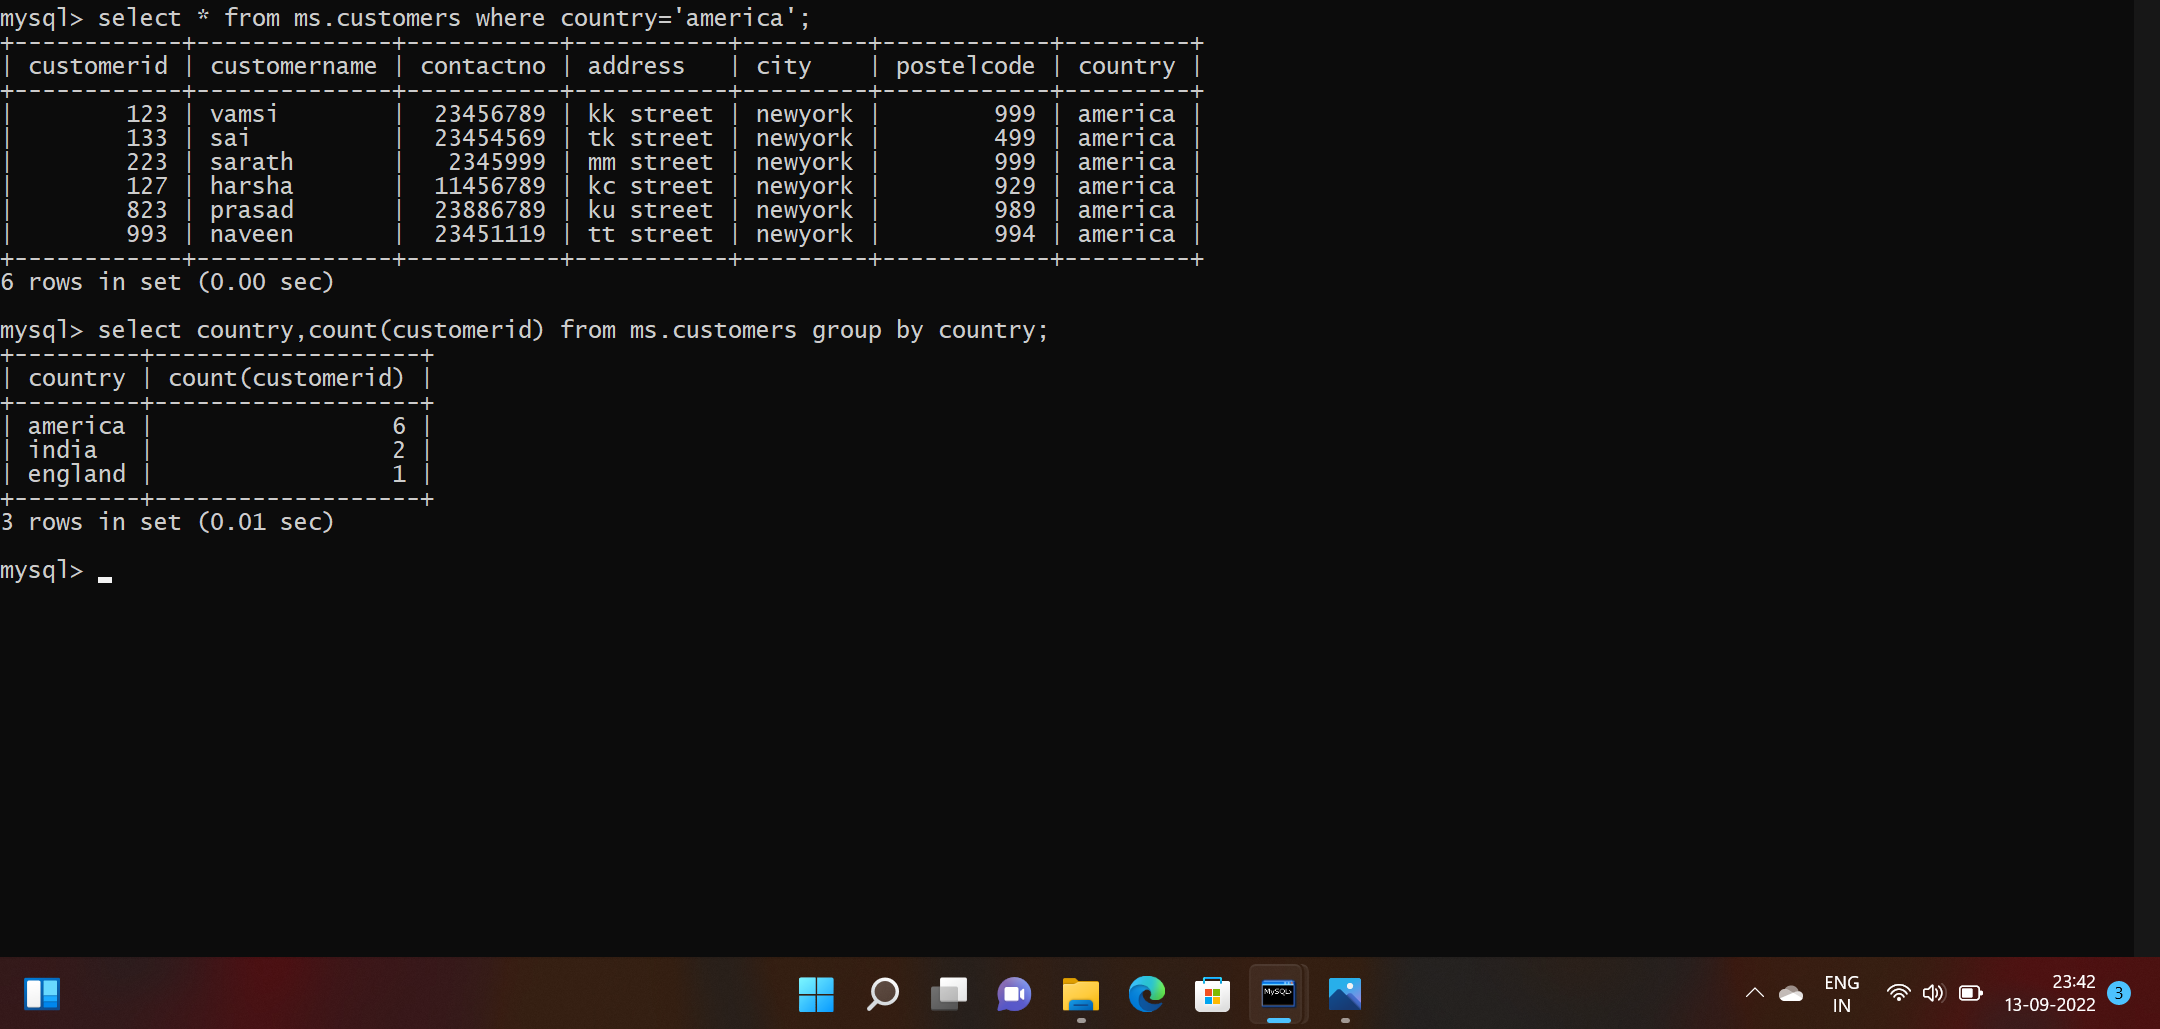 mysql> select * from ms.customers where country='america';
+------------+--------------+-----------+-----------+---------+------------+---------+
| customerid | customername | contactno | address   | city    | postelcode | country |
+------------+--------------+-----------+-----------+---------+------------+---------+
|        123 | vamsi        |  23456789 | kk street | newyork |        999 | america |
|        133 | sai          |  23454569 | tk street | newyork |        499 | america |
|        223 | sarath       |   2345999 | mm street | newyork |        999 | america |
|        127 | harsha       |  11456789 | kc street | newyork |        929 | america |
|        823 | prasad       |  23886789 | ku street | newyork |        989 | america |
|        993 | naveen       |  23451119 | tt street | newyork |        994 | america |
+------------+--------------+-----------+-----------+---------+------------+---------+
6 rows in set (0.00 sec)
mysql> select country,count(customerid) from ms.customers group by country;
+---------+-------------------+
| country | count(customerid) |
+---------+-------------------+
| america |                 6 |
| india   |                 2 |
| england |                 1 |
+---------+-------------------+
3 rows in set (0.01 sec)
mysql> _
MySQL>
ENG
IN
23:42
13-09-2022
3